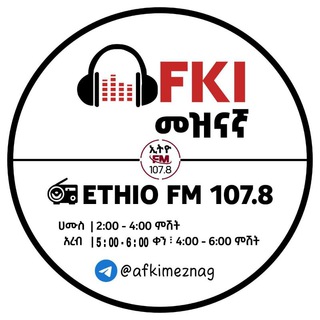 AFKI
መዝናኛ
ኢትዮ
FM
107.8
ETHIO FM 107.8
ሀሙስ | 2:00 - 4:00 ምሽት
አረብ | 5:00-6:00 ቀን ፣ 4:00 - 6:00 ምሽት
@afkimeznag